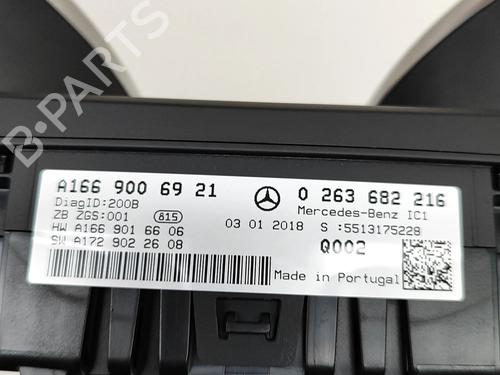 A166 900 69 21
DiagID:200B
ZB ZGS:001 815
HW A166 901 66 06
SW A172 902 26 08
03 01 2018
0 263 682 216
Mercedes-Benz IC1
S :5513175228
Q002
Made in Portugal
B-PARTS